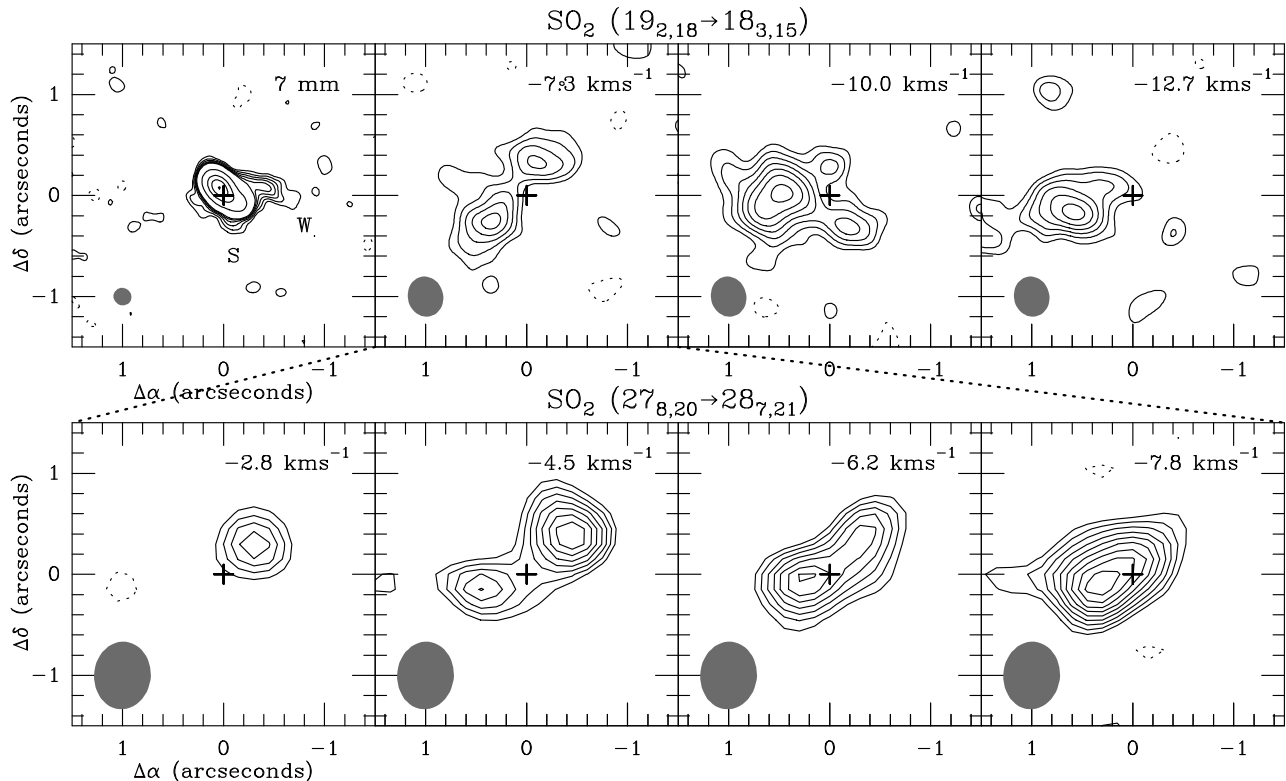 SO₂ (19₂,₁₈→18₃,₁₅)
7 mm
−7.3 kms⁻¹
−10.0 kms⁻¹
−12.7 kms⁻¹
Δδ (arcseconds)
1
0
−1
S
W
1 0 −1
1 0 −1
1 0 −1
1 0 −1
Δα (arcseconds)
SO₂ (27₈,₂₀→28₇,₂₁)
−2.8 kms⁻¹
−4.5 kms⁻¹
−6.2 kms⁻¹
−7.8 kms⁻¹
Δδ (arcseconds)
1
0
−1
1 0 −1
1 0 −1
1 0 −1
1 0 −1
Δα (arcseconds)